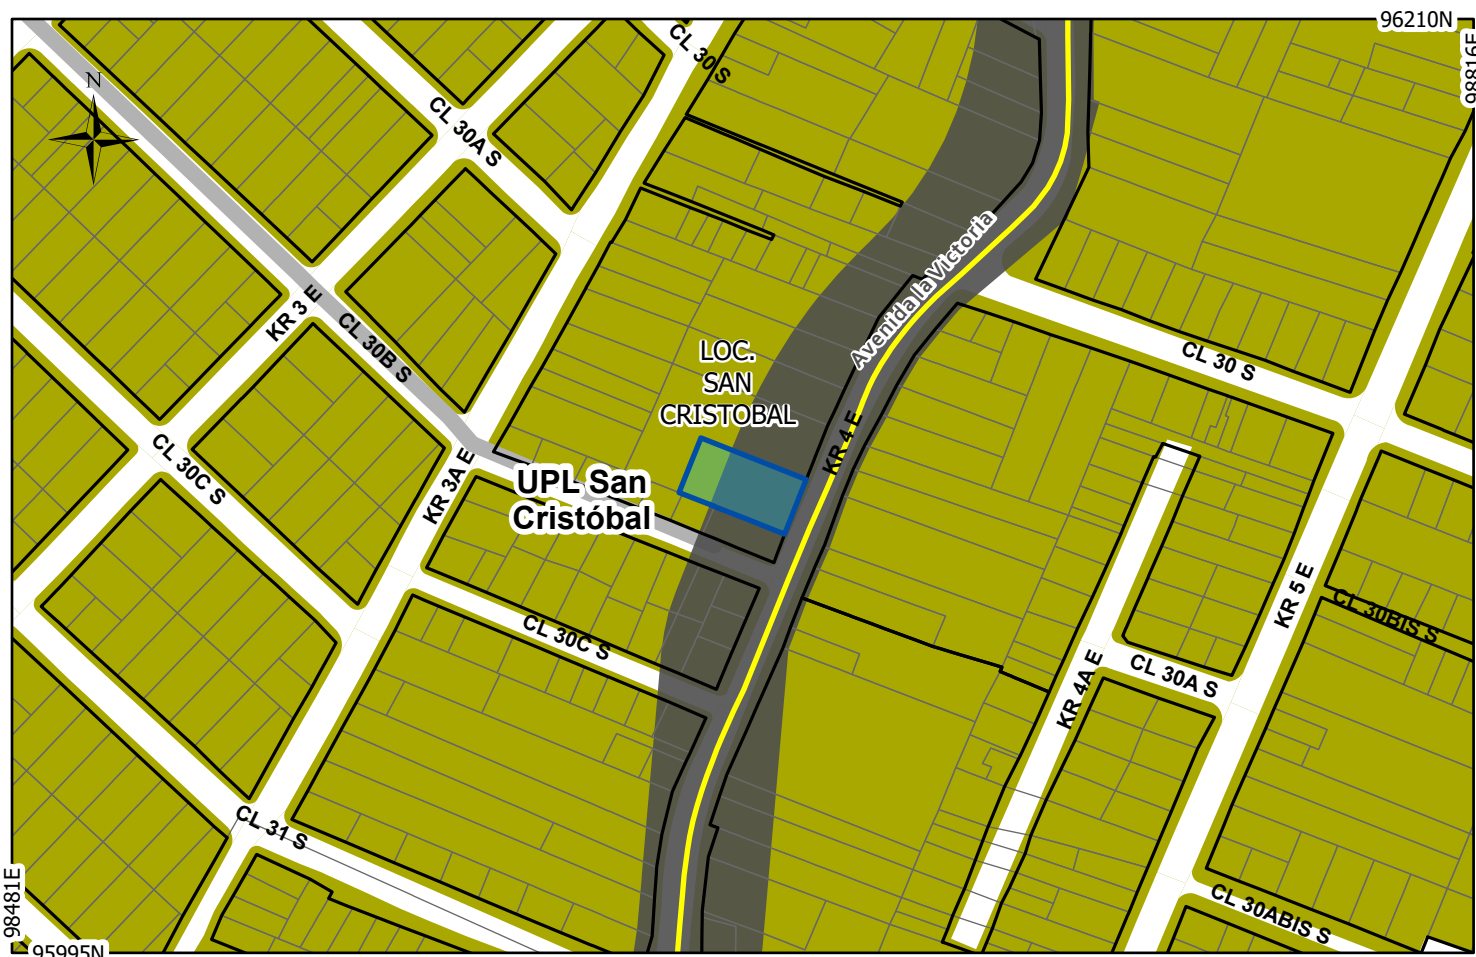 96210N
98816E
CL 30 S
N
CL 30A S
Avenida la Victoria
KR 3 E
CL 30B S
LOC.
SAN
CRISTOBAL
CL 30 S
KR 4 E
CL 30C S
KR 3A E
UPL San
Cristóbal
KR 5 E
CL 30BIS S
CL 30C S
KR 4A E
CL 30A S
CL 31 S
98481E
CL 30ABIS S
95995N